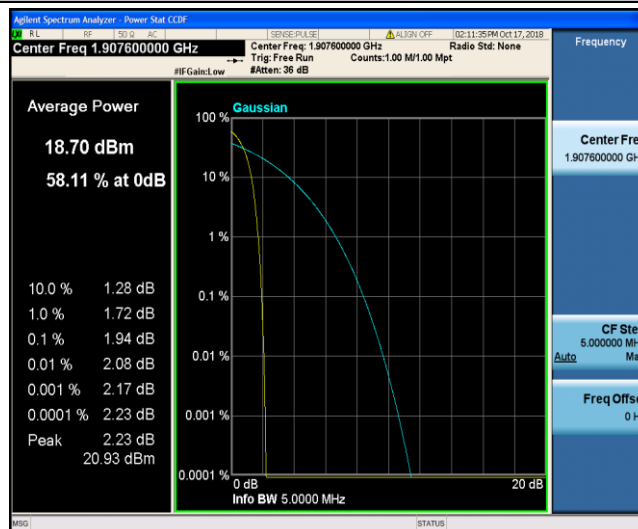 Agilent Spectrum Analyzer - Power Stat CCDF
RL RF 50 Ω AC SENSE:PULSE ALIGN OFF 02:11:35 PM Oct 17, 2018
Center Freq 1.907600000 GHz
Center Freq: 1.907600000 GHz Radio Std: None
Trig: Free Run Counts:1.00 M/1.00 Mpt
#IFGain:Low #Atten: 36 dB
Frequency
Average Power
18.70 dBm
58.11 % at 0dB
10.0 % 1.28 dB
1.0 % 1.72 dB
0.1 % 1.94 dB
0.01 % 2.08 dB
0.001 % 2.17 dB
0.0001 % 2.23 dB
Peak 2.23 dB
20.93 dBm
Gaussian
100 %
10 %
1 %
0.1 %
0.01 %
0.001 %
0.0001 %
0 dB 20 dB
Info BW 5.0000 MHz
Center Fre
1.907600000 GH
CF Ste
5.000000 MH
Auto Ma
Freq Offse
0 H
MSG STATUS